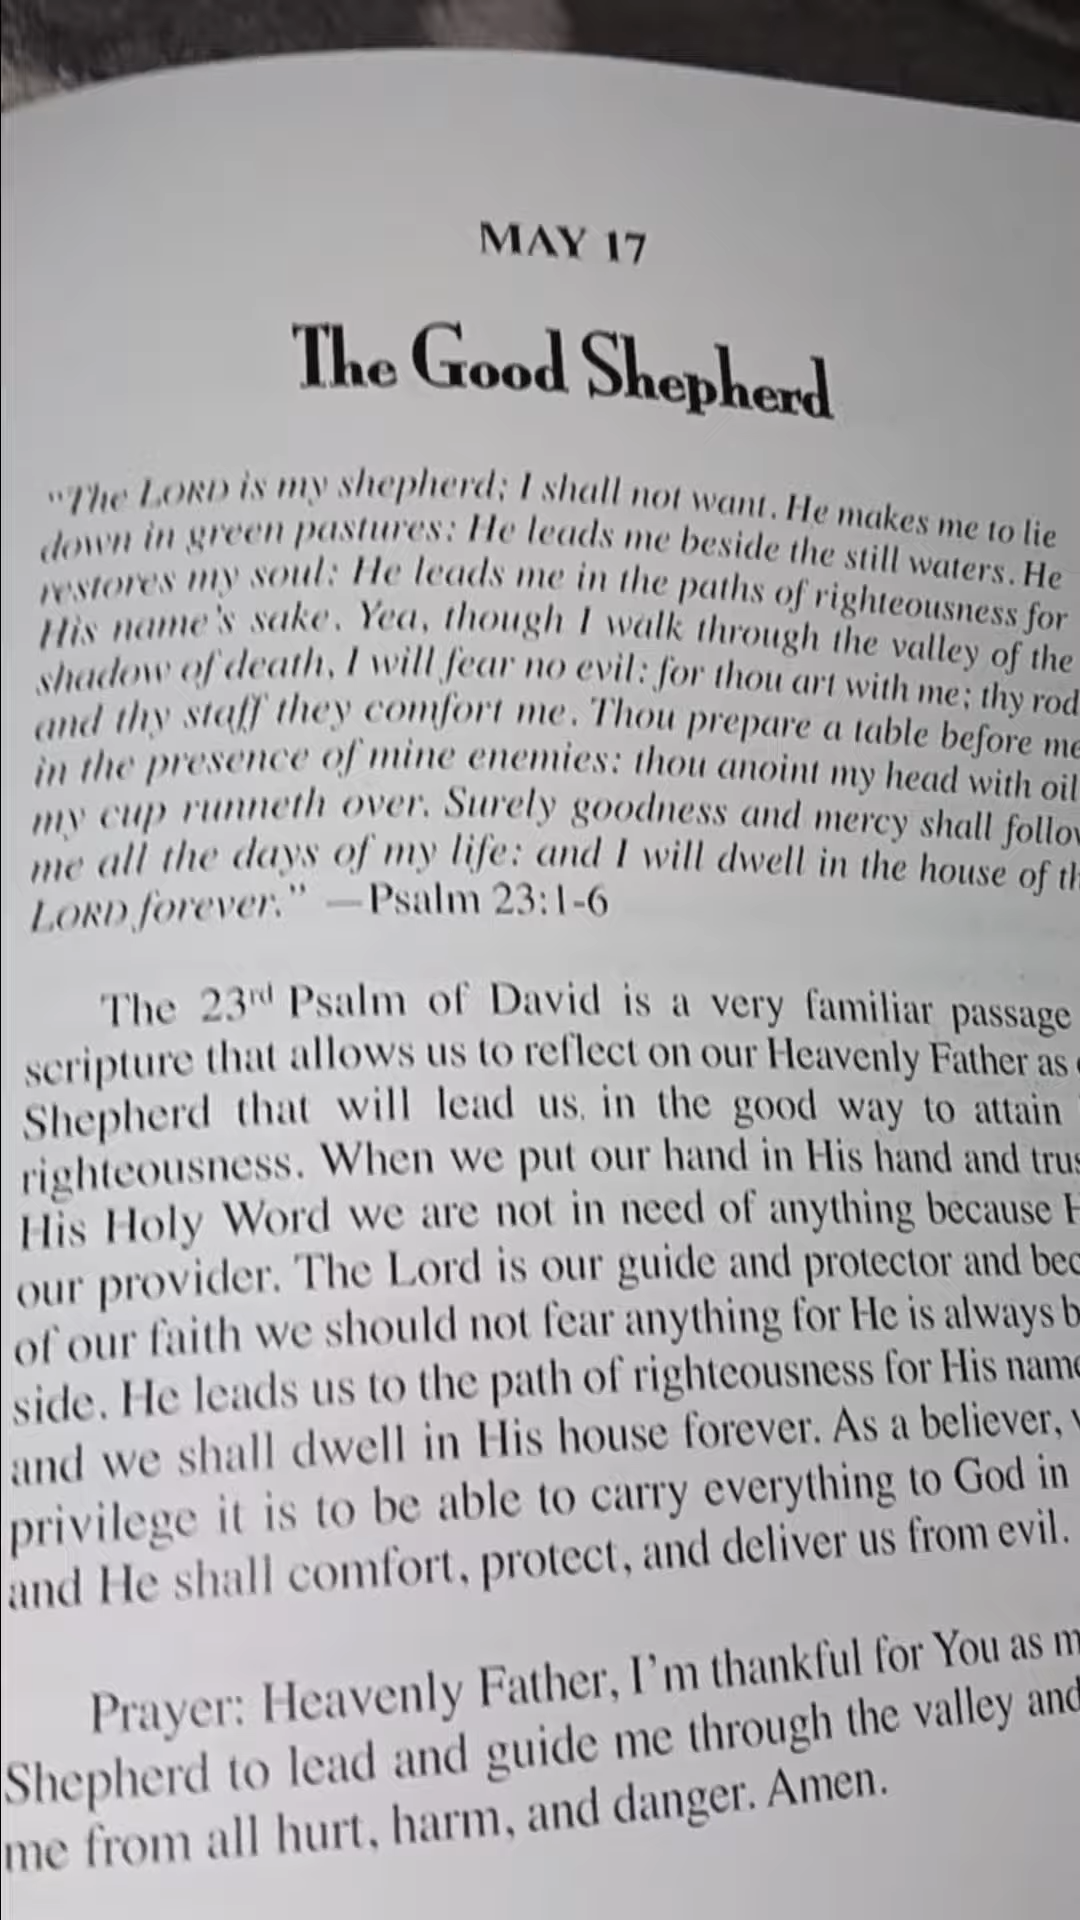 MAY 17
The Good Shepherd
"The LORD is my shepherd; I shall not want. He makes me to lie
down in green pastures: He leads me beside the still waters. He
restores my soul: He leads me in the paths of righteousness for
His name's sake. Yea, though I walk through the valley of the
shadow of death, I will fear no evil: for thou art with me; thy rod
and thy staff they comfort me. Thou prepare a table before me
in the presence of mine enemies: thou anoint my head with oil
my cup runneth over. Surely goodness and mercy shall follow
me all the days of my life: and I will dwell in the house of
LORD forever." —Psalm 23:1-6
The 23rd Psalm of David is a very familiar passage
scripture that allows us to reflect on our Heavenly Father as
Shepherd that will lead us. in the good way to attain
righteousness. When we put our hand in His hand and
His Holy Word we are not in need of anything because
our provider. The Lord is our guide and protector and
of our faith we should not fear anything for He is always
side. He leads us to the path of righteousness for His name
and we shall dwell in His house forever. As a believer,
privilege it is to be able to carry everything to God in
and He shall comfort, protect, and deliver us from evil.
Prayer: Heavenly Father, I'm thankful for You as
Shepherd to lead and guide me through the valley and
me from all hurt, harm, and danger. Amen.